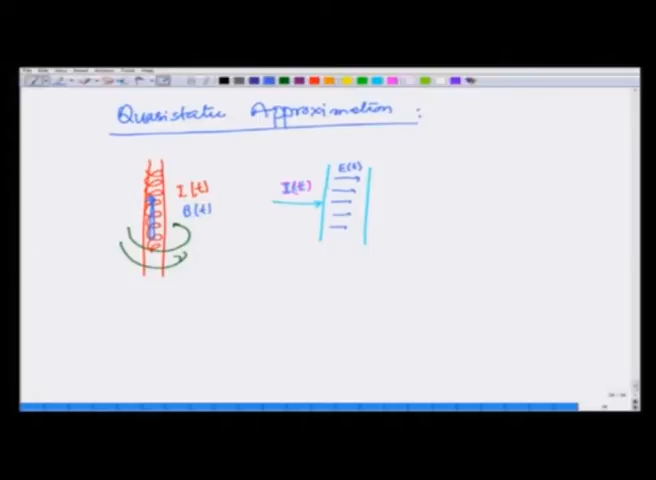 Quasistatic Approximation :
E(t)
I(t) I(t)
B(t)